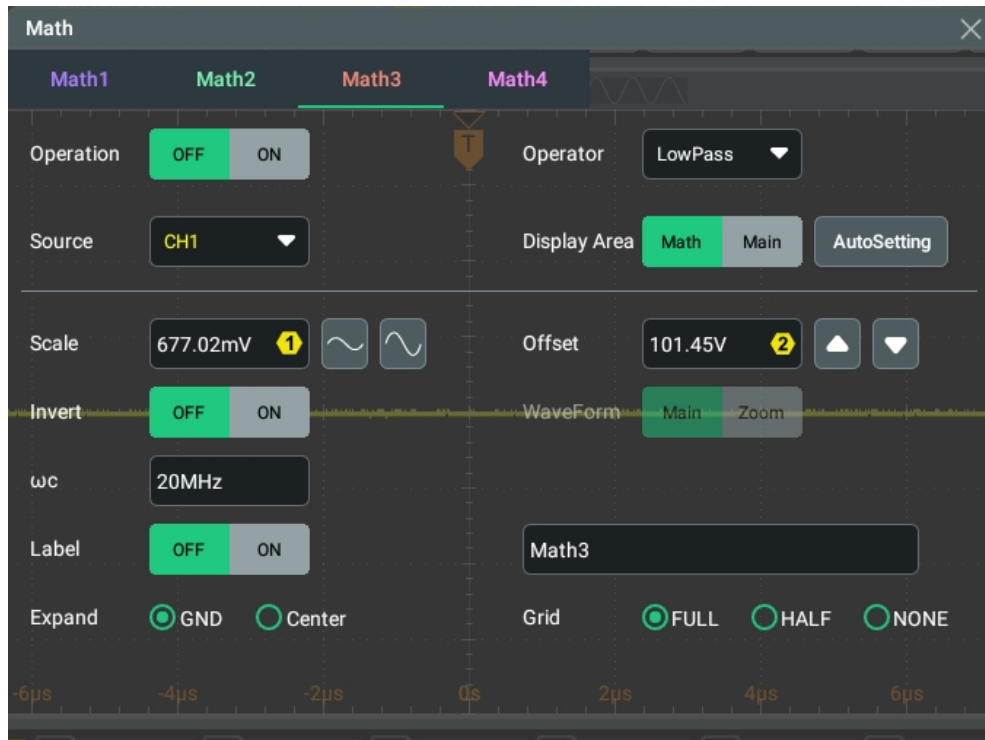 Math
Math1 Math2 Math3 Math4
T
Operation OFF ON Operator LowPass
Source CH1 Display Area Math Main AutoSetting
Scale 677.02mV 1 Offset 101.45V 2
Invert OFF ON WaveForm Main Zoom
ωc 20MHz
Label OFF ON Math3
Expand GND Center Grid FULL HALF NONE
-6µs -4µs -2µs 0s 2µs 4µs 6µs